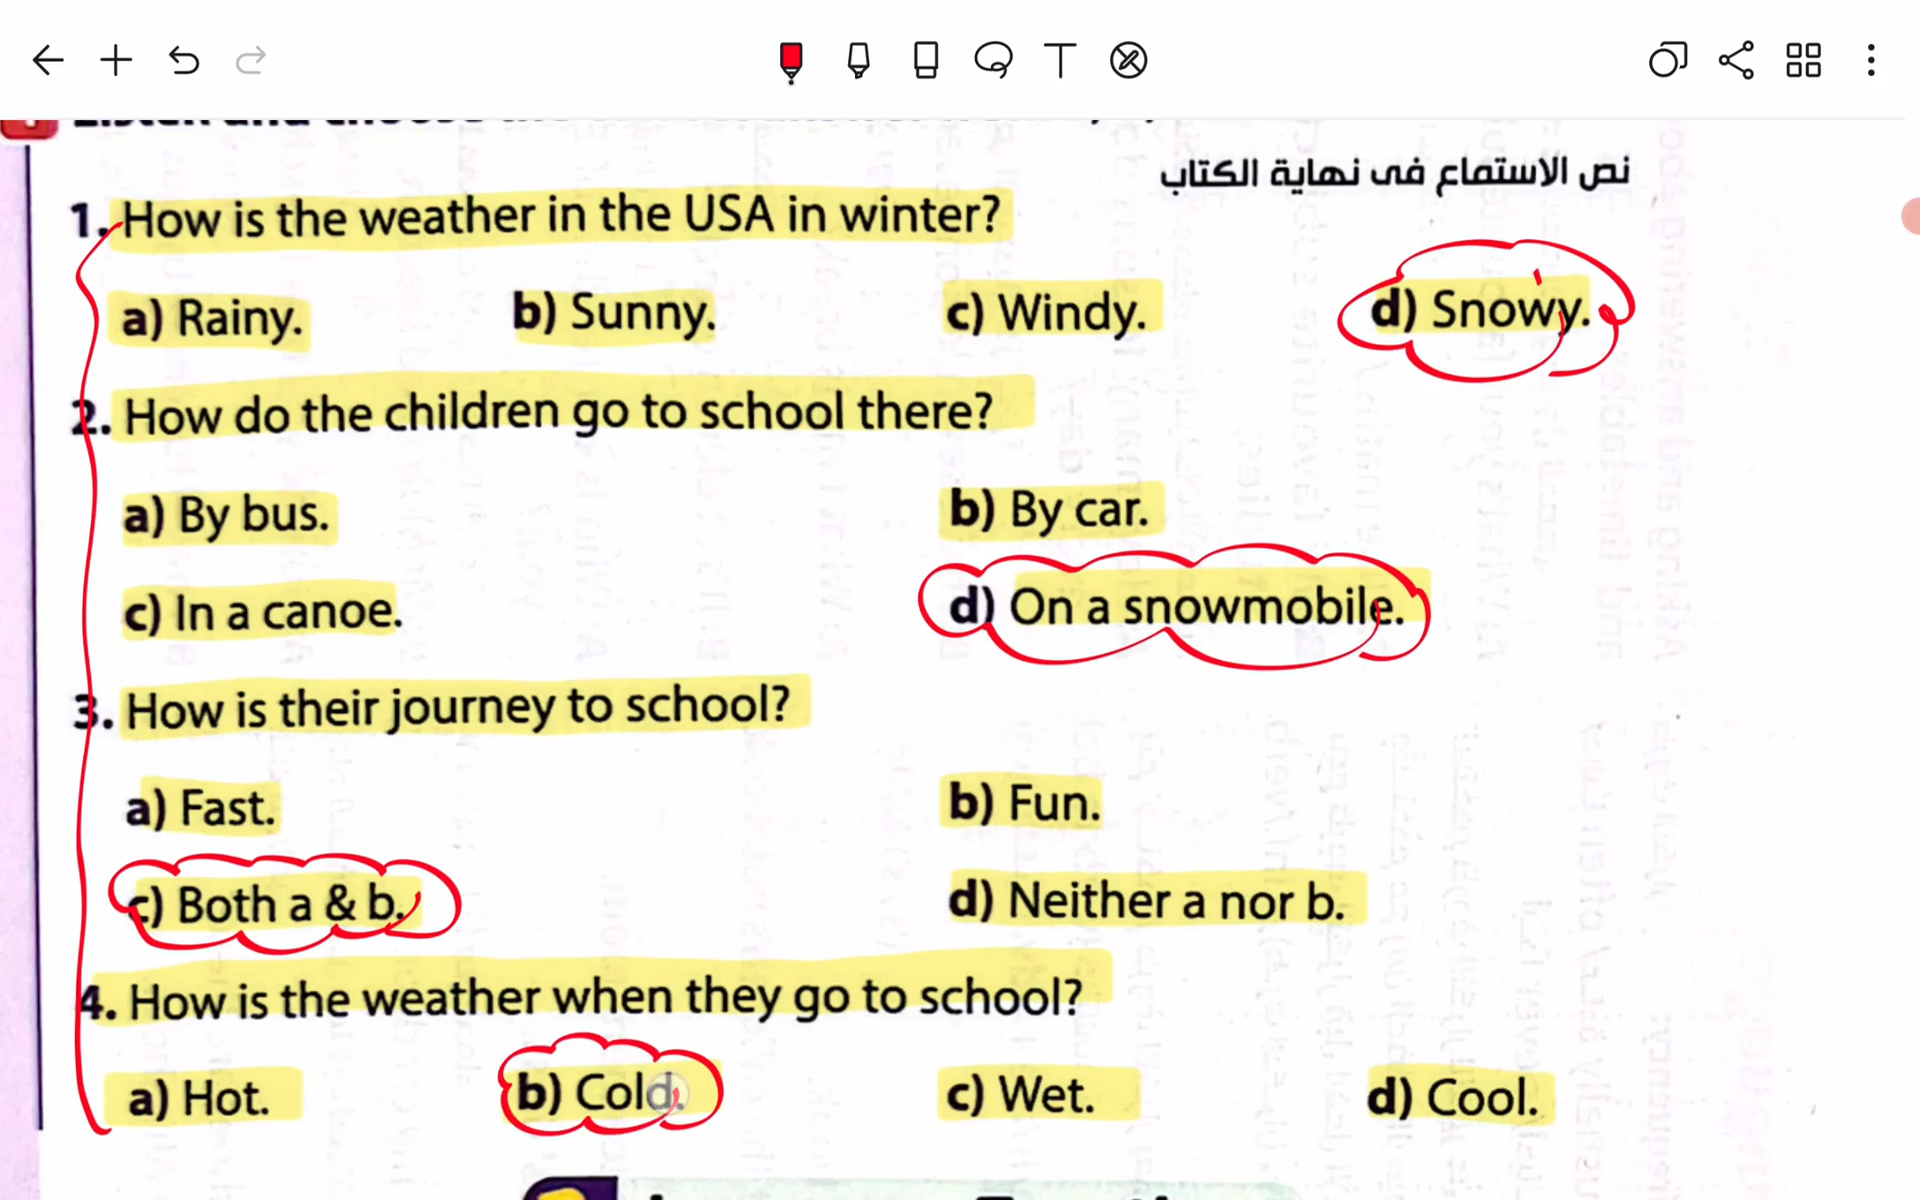 نص الاستماع فى نهاية الكتاب
1. How is the weather in the USA in winter?
a) Rainy. b) Sunny. c) Windy. d) Snowy.
2. How do the children go to school there?
a) By bus. b) By car.
c) In a canoe. d) On a snowmobile.
3. How is their journey to school?
a) Fast. b) Fun.
c) Both a & b. d) Neither a nor b.
4. How is the weather when they go to school?
a) Hot. b) Cold. c) Wet. d) Cool.